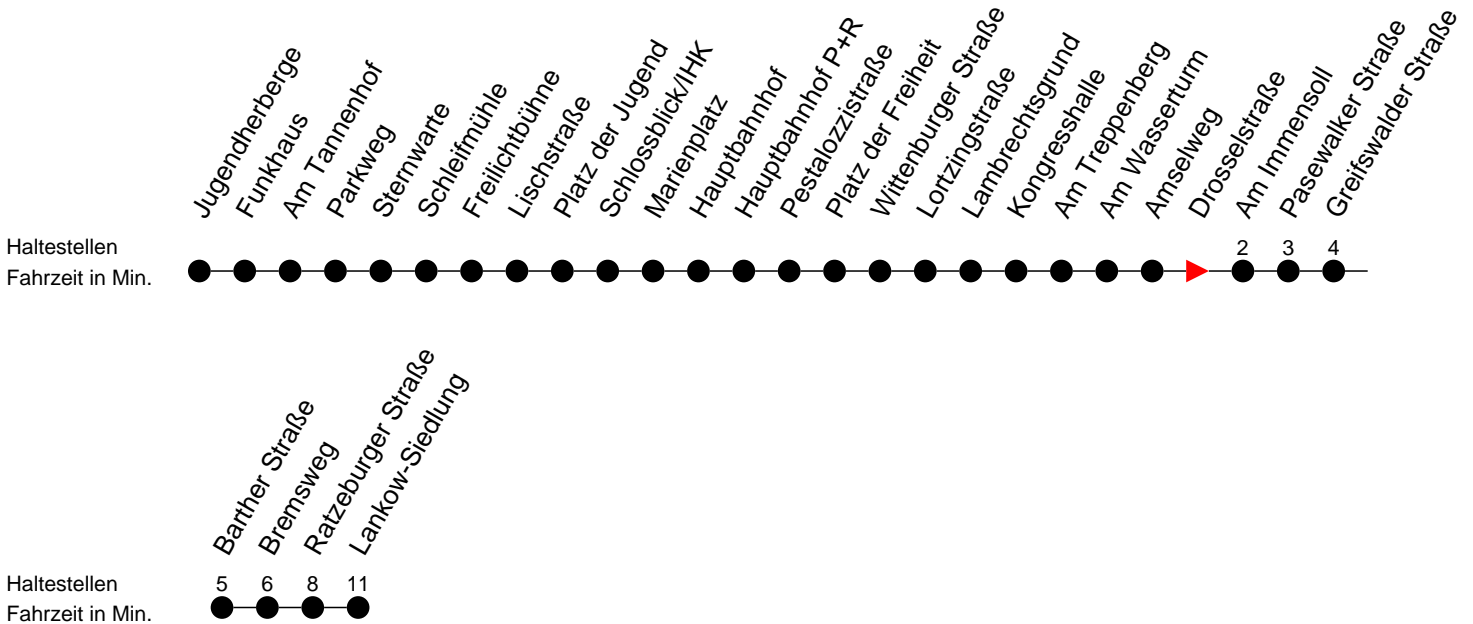 Jugendherberge
Funkhaus
Am Tannenhof
Parkweg
Sternwarte
Schleifmühle
Freilichtbühne
Lischstraße
Platz der Jugend
Schlossblick/IHK
Marienplatz
Hauptbahnhof
Hauptbahnhof P+R
Pestalozzistraße
Platz der Freiheit
Wittenburger Straße
Lortzingstraße
Lambrechtsgrund
Kongresshalle
Am Treppenberg
Am Wasserturm
Amselweg
Drosselstraße
Am Immensoll
Pasewalker Straße
Greifswalder Straße
Haltestellen
2 3 4
Fahrzeit in Min.
Barther Straße
Bremsweg
Ratzeburger Straße
Lankow-Siedlung
Haltestellen
5 6 8 11
Fahrzeit in Min.